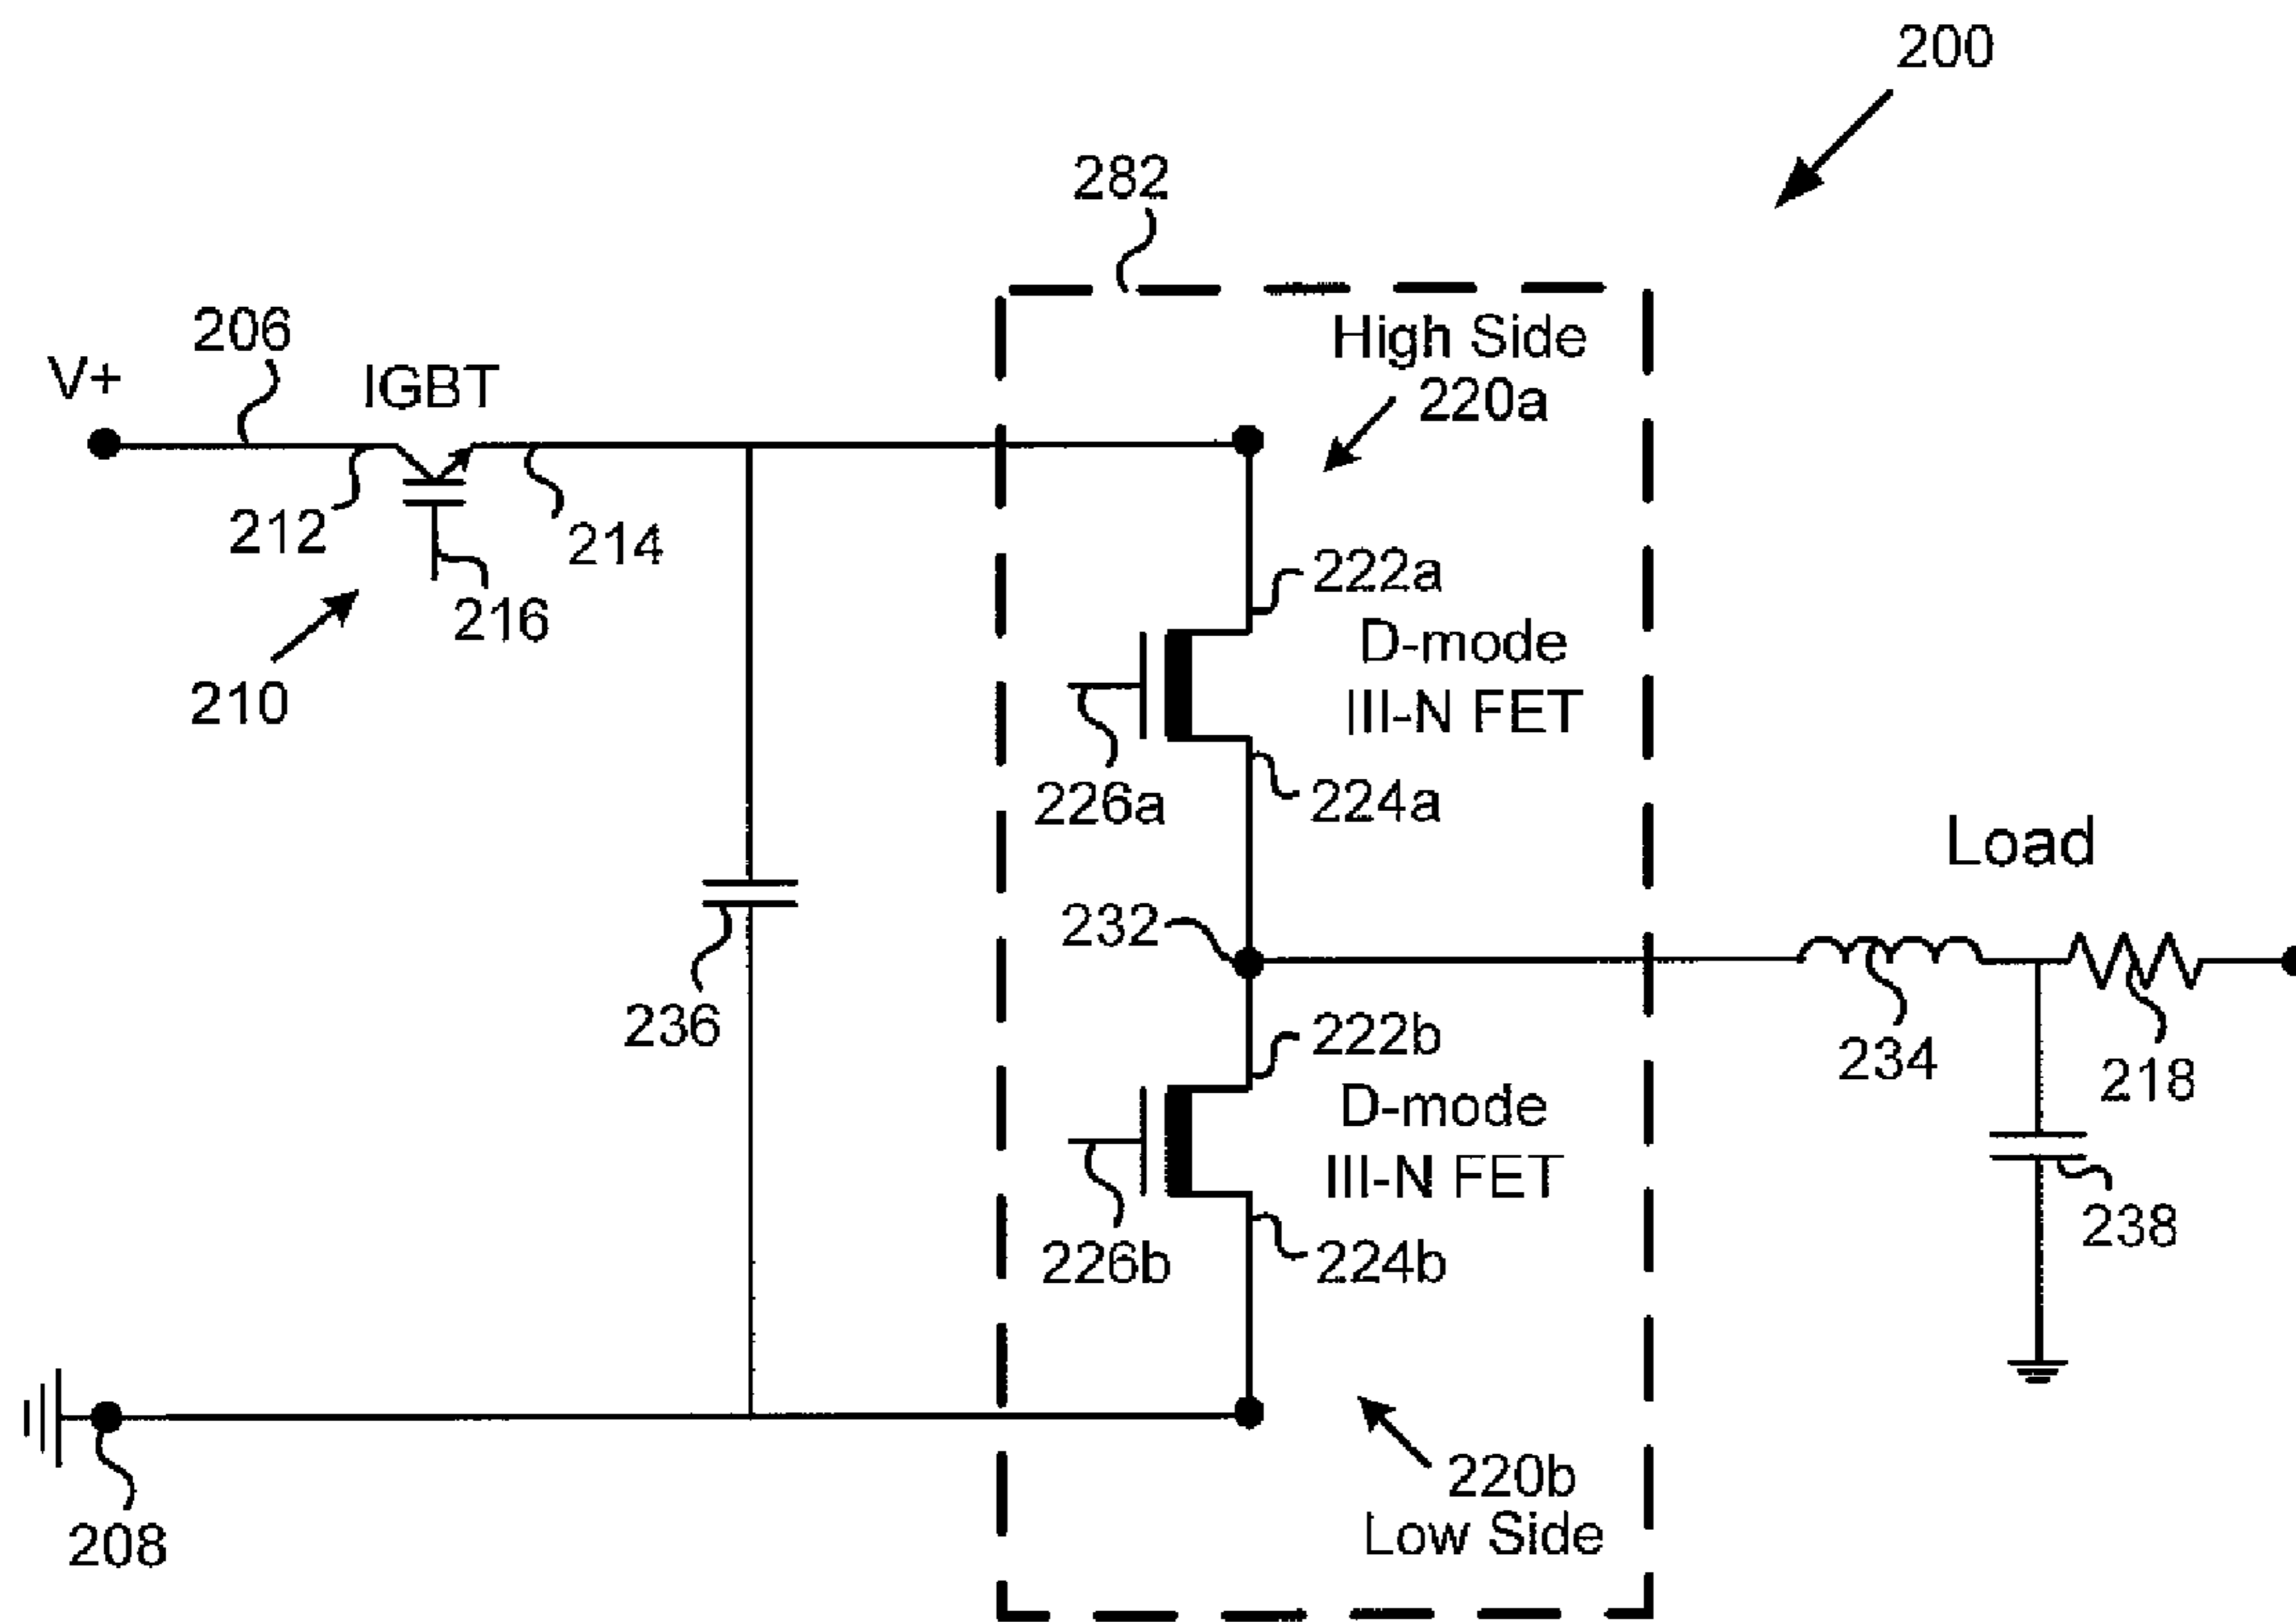 200
282
High Side
220a
206
V+
IGBT
212
214
216
210
222a
D-mode
III-N FET
226a
224a
Load
232
236
222b
234
218
D-mode
III-N FET
226b
224b
238
220b
Low Side
208